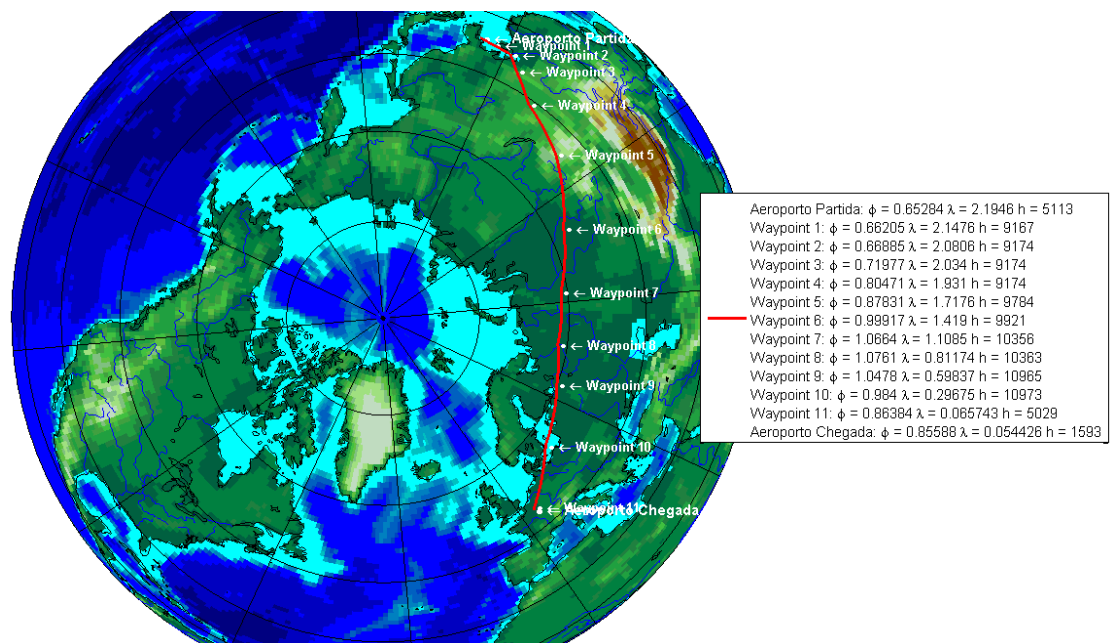 ← Aeroporto Partida
← Waypoint 1
← Waypoint 2
← Waypoint 3
← Waypoint 4
← Waypoint 5
← Waypoint 6
← Waypoint 7
← Waypoint 8
← Waypoint 9
← Waypoint 10
← Waypoint 11
← Aeroporto Chegada
Aeroporto Partida: ϕ = 0.65284 λ = 2.1946 h = 5113
Waypoint 1: ϕ = 0.66205 λ = 2.1476 h = 9167
Waypoint 2: ϕ = 0.66885 λ = 2.0806 h = 9174
Waypoint 3: ϕ = 0.71977 λ = 2.034 h = 9174
Waypoint 4: ϕ = 0.80471 λ = 1.931 h = 9174
Waypoint 5: ϕ = 0.87831 λ = 1.7176 h = 9784
Waypoint 6: ϕ = 0.99917 λ = 1.419 h = 9921
Waypoint 7: ϕ = 1.0664 λ = 1.1085 h = 10356
Waypoint 8: ϕ = 1.0761 λ = 0.81174 h = 10363
Waypoint 9: ϕ = 1.0478 λ = 0.59837 h = 10965
Waypoint 10: ϕ = 0.984 λ = 0.29675 h = 10973
Waypoint 11: ϕ = 0.86384 λ = 0.065743 h = 5029
Aeroporto Chegada: ϕ = 0.85588 λ = 0.054426 h = 1593